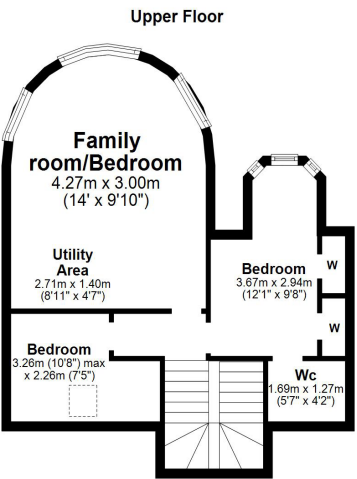 Upper Floor
Family
room/Bedroom
4.27m x 3.00m
(14' x 9'10")
Utility
Area
2.71m x 1.40m
(8'11" x 4'7")
Bedroom
3.67m x 2.94m
(12'1" x 9'8")
W
W
Bedroom
3.26m (10'8") max
x 2.26m (7'5")
Wc
1.69m x 1.27m
(5'7" x 4'2")